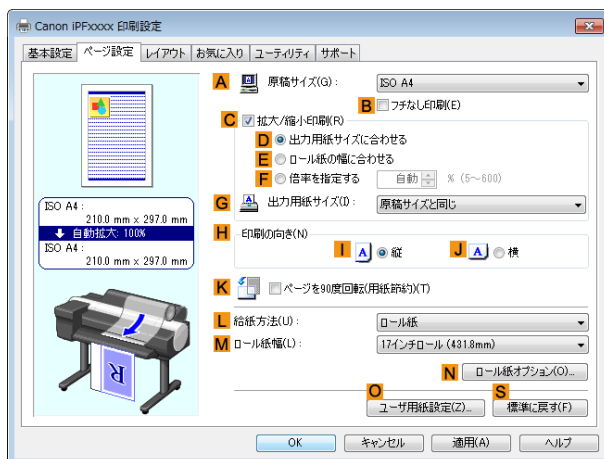 Canon iPFxxxx 印刷設定
基本設定 ページ設定 レイアウト お気に入り ユーティリティ サポート
A 原稿サイズ(G): ISO A4
B フチなし印刷(E)
C 拡大/縮小印刷(R)
D 出力用紙サイズに合わせる
E ロール紙の幅に合わせる
F 倍率を指定する 自動 % (5～600)
G 出力用紙サイズ(I): 原稿サイズと同じ
H 印刷の向き(N)
I A 縦 J A 横
K ページを90度回転(用紙節約)(T)
L 給紙方法(U): ロール紙
M ロール紙幅(L): 17インチロール (431.8mm)
N ロール紙オプション(O)...
O S
ユーザ用紙設定(Z)... 標準に戻す(F)
ISO A4 :
210.0 mm x 297.0 mm
自動拡大: 100%
ISO A4 :
210.0 mm x 297.0 mm
R
OK キャンセル 適用(A) ヘルプ